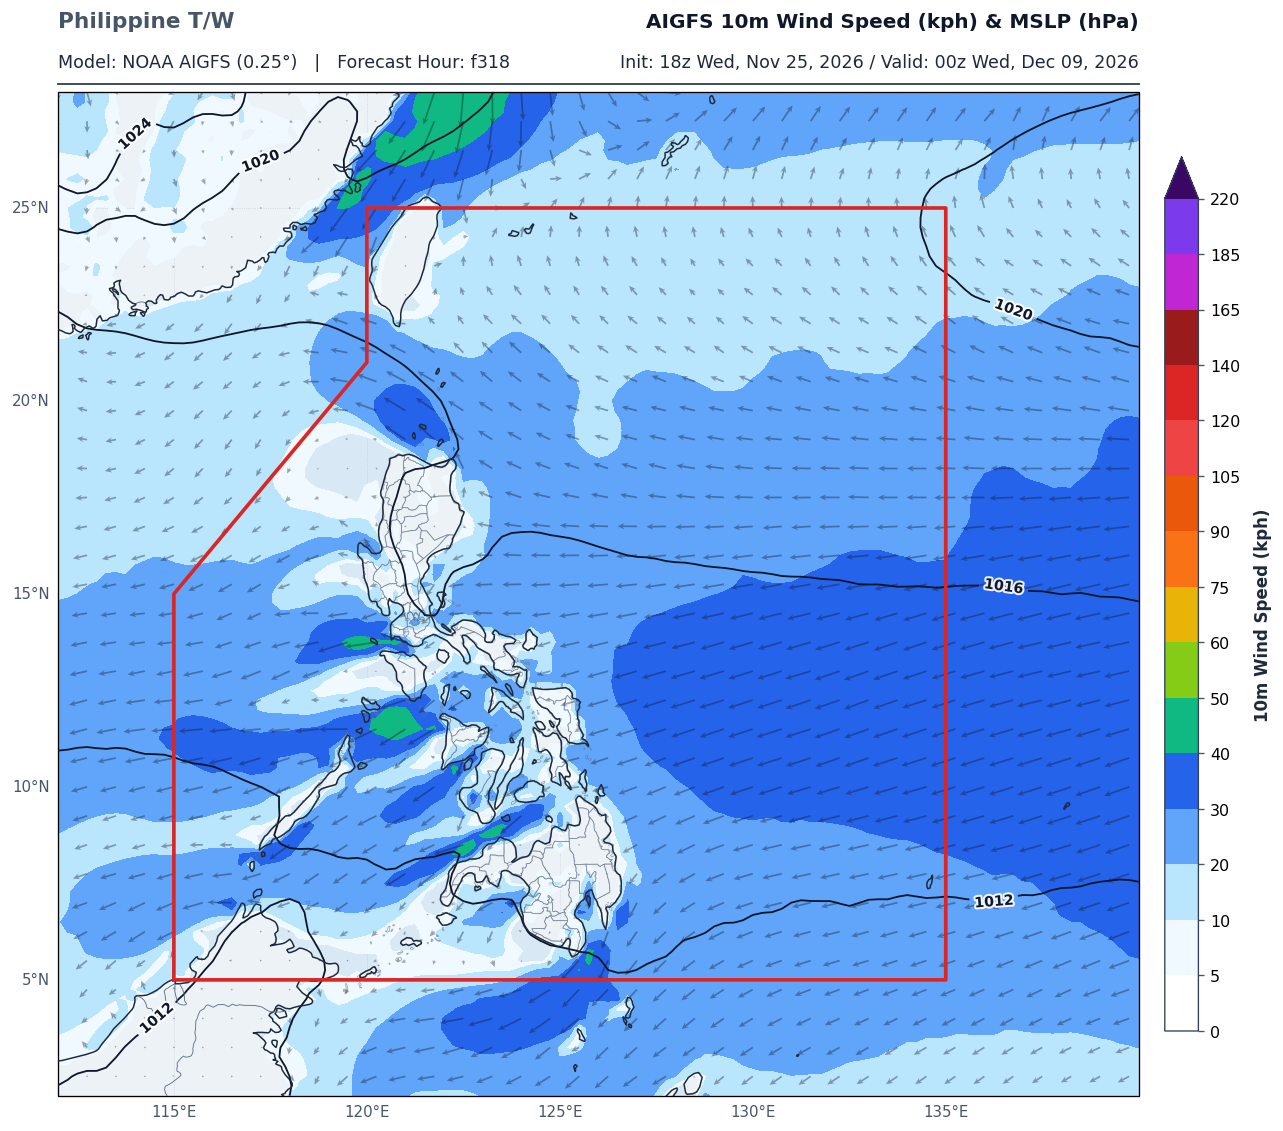 Philippine T/W
AIGFS 10m Wind Speed (kph) & MSLP (hPa)
Model: NOAA AIGFS (0.25°) | Forecast Hour: f318
Init: 18z Wed, Nov 25, 2026 / Valid: 00z Wed, Dec 09, 2026
1024
1020
1020
1016
1012
1012
25°N
20°N
15°N
10°N
5°N
115°E
120°E
125°E
130°E
135°E
220
185
165
140
120
105
90
75
60
50
40
30
20
10
5
0
10m Wind Speed (kph)